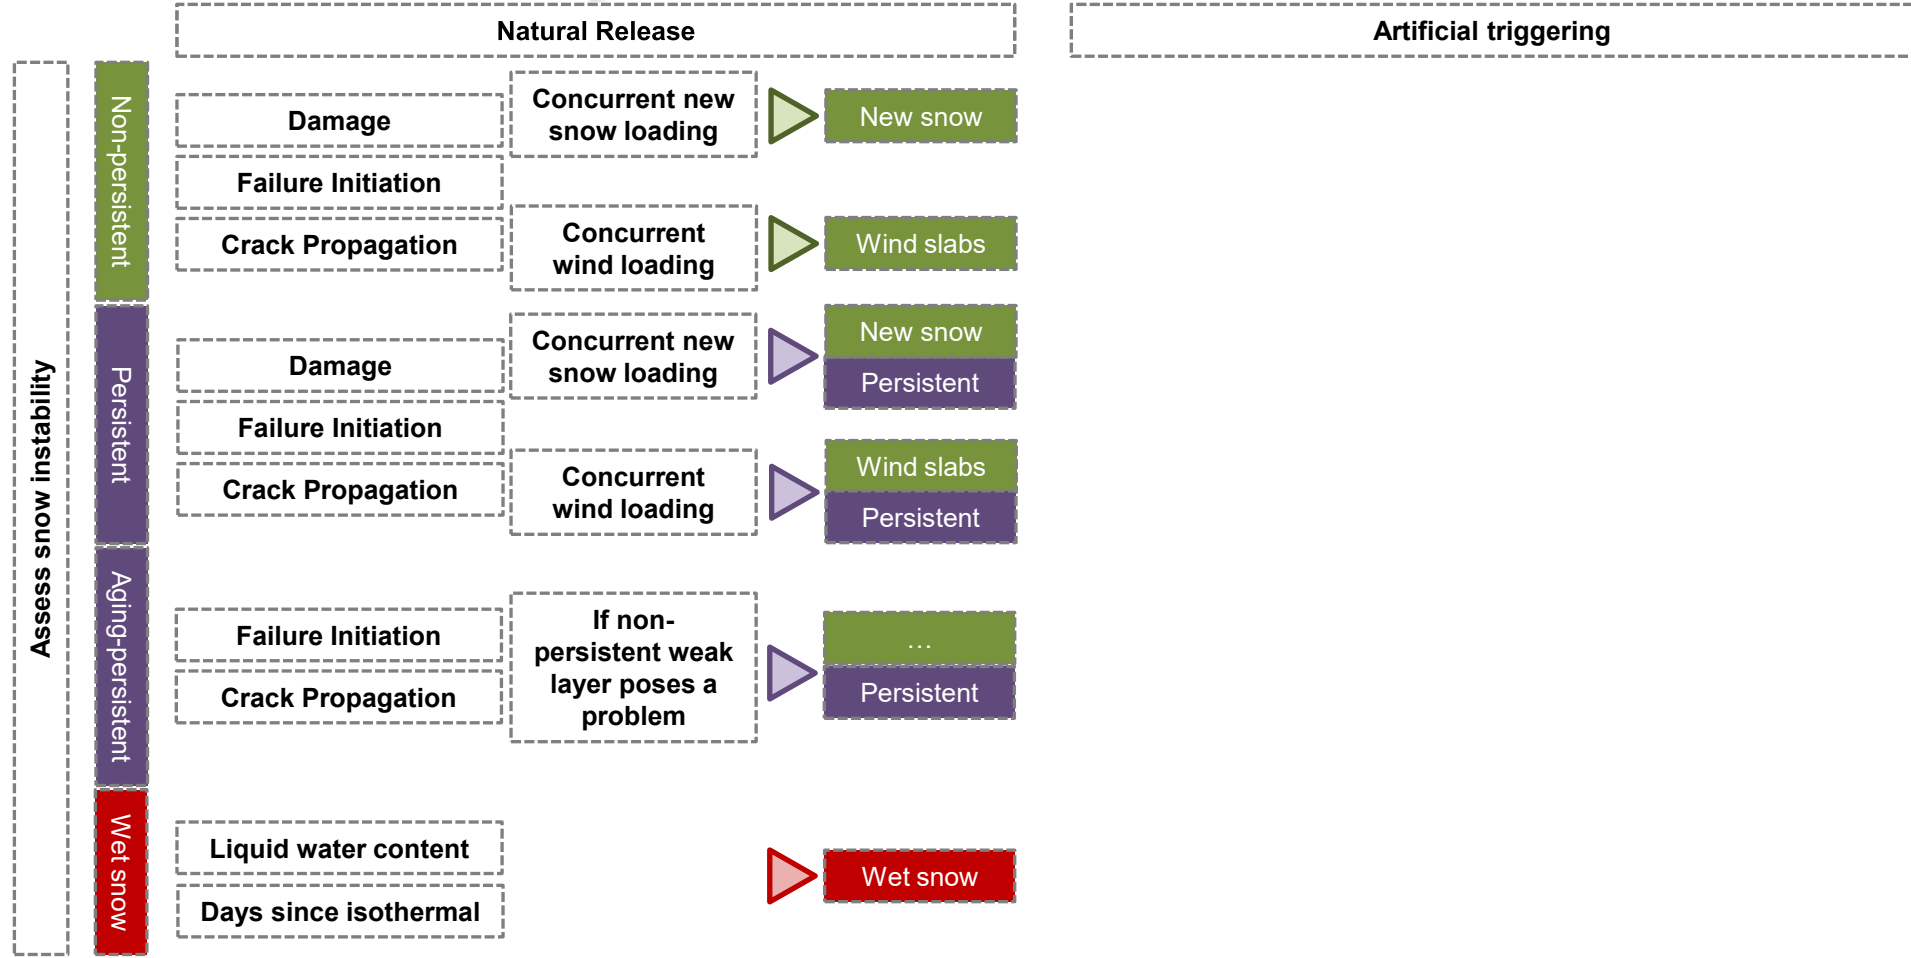 Natural Release
Artificial triggering
Assess snow instability
Non-persistent
Damage
Failure Initiation
Crack Propagation
Concurrent new
snow loading
New snow
Concurrent
wind loading
Wind slabs
Persistent
Damage
Failure Initiation
Crack Propagation
Concurrent new
snow loading
New snow
Persistent
Concurrent
wind loading
Wind slabs
Persistent
Aging-persistent
Failure Initiation
Crack Propagation
If non-
persistent weak
layer poses a
problem
...
Persistent
Wet snow
Liquid water content
Days since isothermal
Wet snow